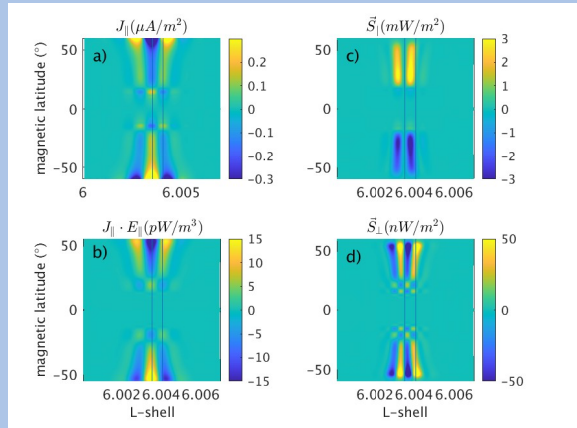 J∥(μA/m²)
S⃗|(mW/m²)
a)
c)
magnetic latitude (°)
50
0
-50
6
6.005
0.2
0.1
0
-0.1
-0.2
-0.3
50
0
-50
6.002 6.004 6.006
3
2
1
0
-1
-2
-3
J∥ · E∥(pW/m³)
S⃗⊥(nW/m²)
b)
d)
magnetic latitude (°)
50
0
-50
6.002 6.004 6.006
L-shell
15
10
5
0
-5
-10
-15
50
0
-50
6.002 6.004 6.006
L-shell
50
0
-50